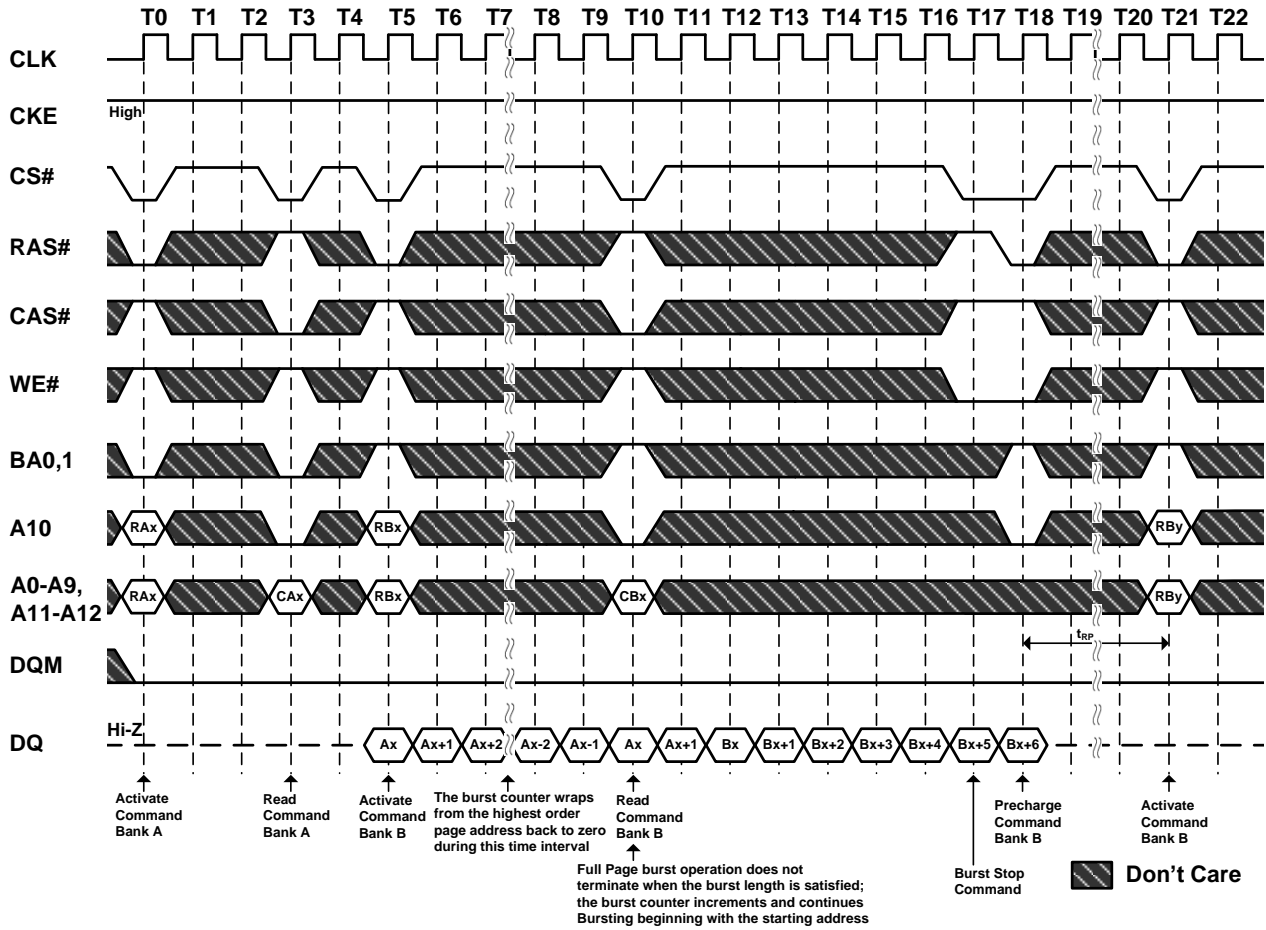 T0 T1 T2 T3 T4 T5 T6 T7 T8 T9 T10 T11 T12 T13 T14 T15 T16 T17 T18 T19 T20 T21 T22
CLK
CKE
High
CS#
RAS#
CAS#
WE#
BA0,1
A10
RAx
RBx
RBy
A0-A9,
A11-A12
RAx
CAx
RBx
CBx
RBy
tRP
DQM
Hi-Z
DQ
Ax Ax+1 Ax+2 Ax-2 Ax-1 Ax Ax+1 Bx Bx+1 Bx+2 Bx+3 Bx+4 Bx+5 Bx+6
Activate
Command
Bank A
Read
Command
Bank A
Activate
Command
Bank B
The burst counter wraps
from the highest order
page address back to zero
during this time interval
Read
Command
Bank B
Full Page burst operation does not
terminate when the burst length is satisfied;
the burst counter increments and continues
Bursting beginning with the starting address
Burst Stop
Command
Precharge
Command
Bank B
Activate
Command
Bank B
Don't Care